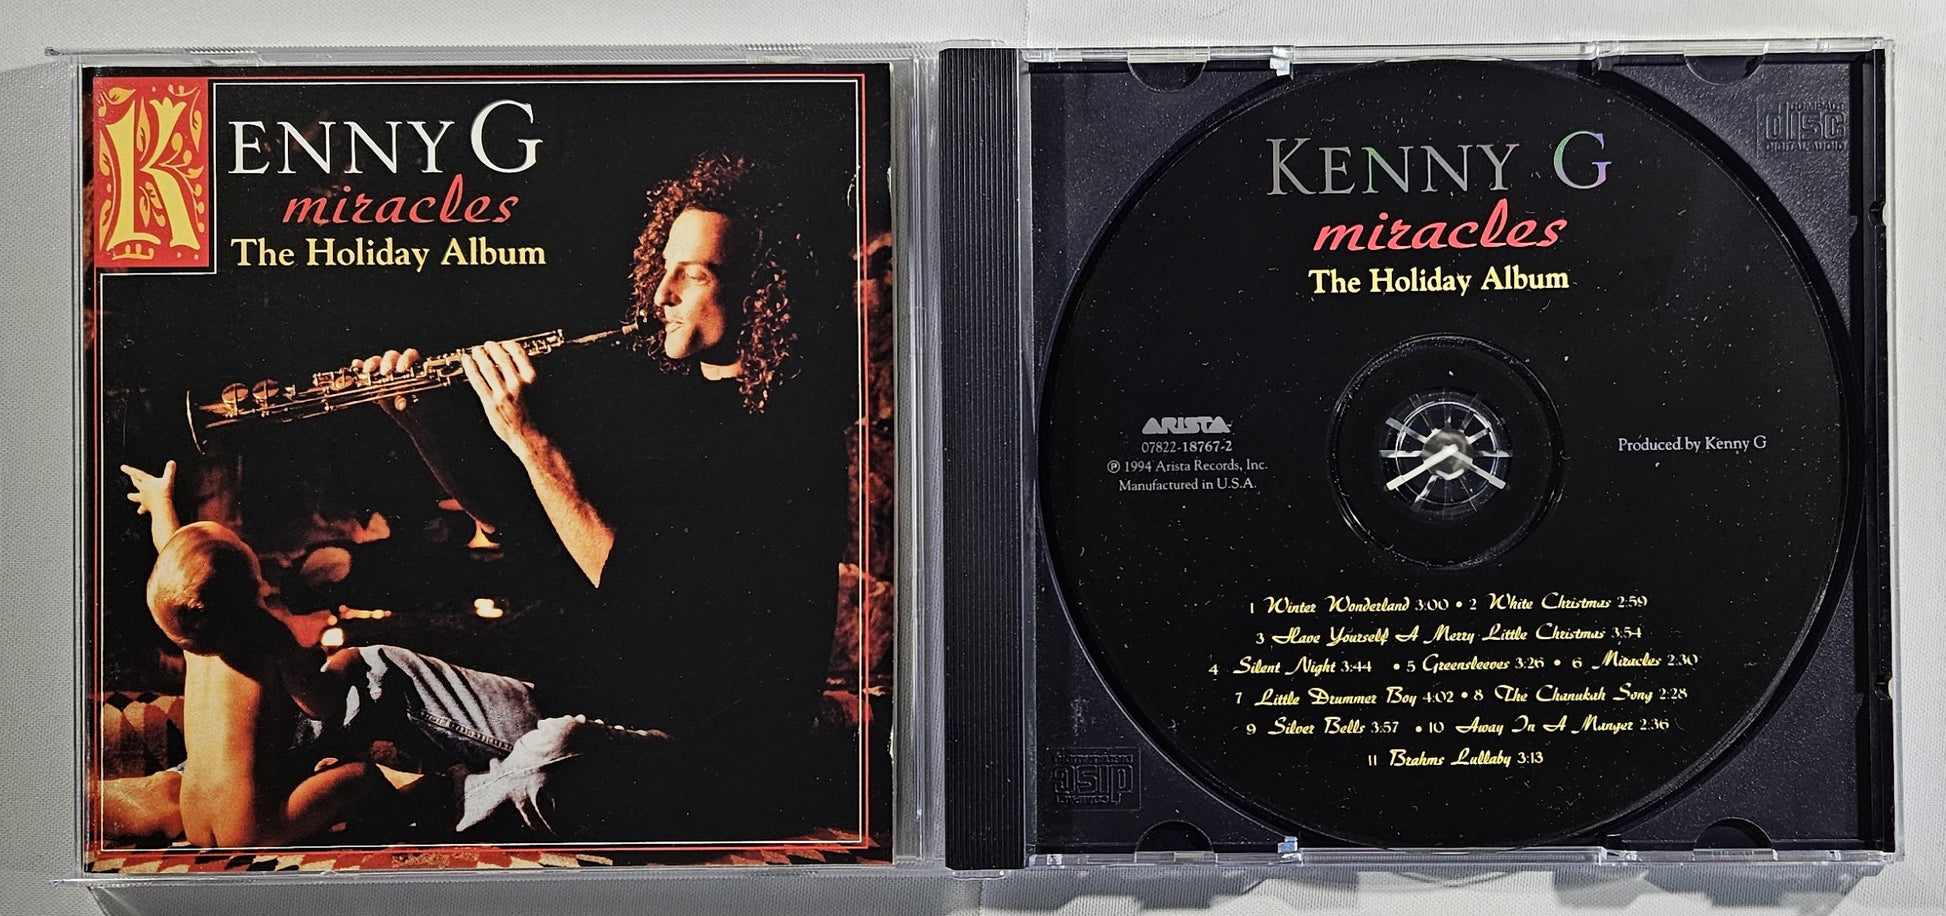 KENNY G
miracles
The Holiday Album
KENNY G
miracles
The Holiday Album
COMPACT
disc
DIGITAL AUDIO
ARISTA
07822-18767-2
℗ 1994 Arista Records, Inc.
Manufactured in U.S.A.
Produced by Kenny G
1 Winter Wonderland 3:00 • 2 White Christmas 2:59
3 Have Yourself A Merry Little Christmas 3:54
4 Silent Night 3:44 • 5 Greensleeves 3:26 • 6 Miracles 2:30
7 Little Drummer Boy 4:02 • 8 The Chanukah Song 2:28
9 Silver Bells 3:57 • 10 Away In A Manger 2:36
11 Brahms Lullaby 3:13